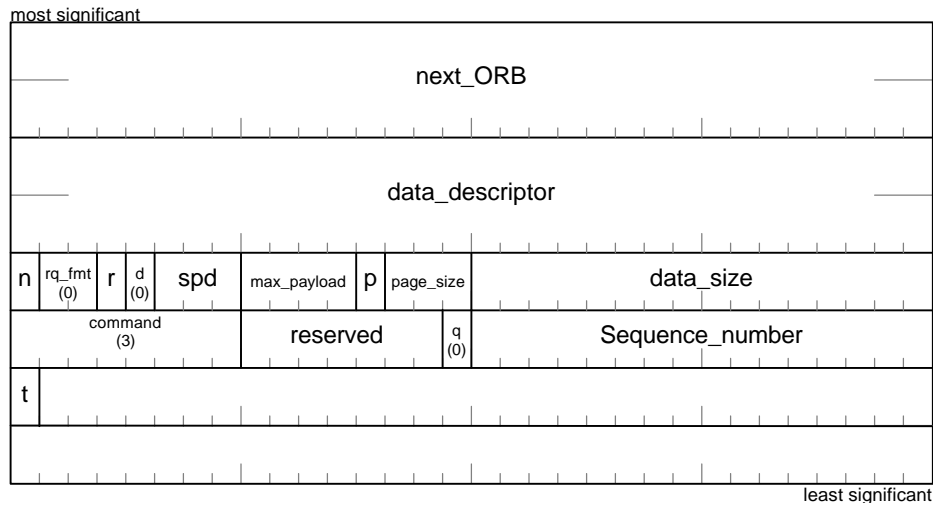 most significant
next_ORB
data_descriptor
n rq_fmt (0) r d (0) spd max_payload p page_size data_size
command (3) reserved q (0) Sequence_number
t
least significant